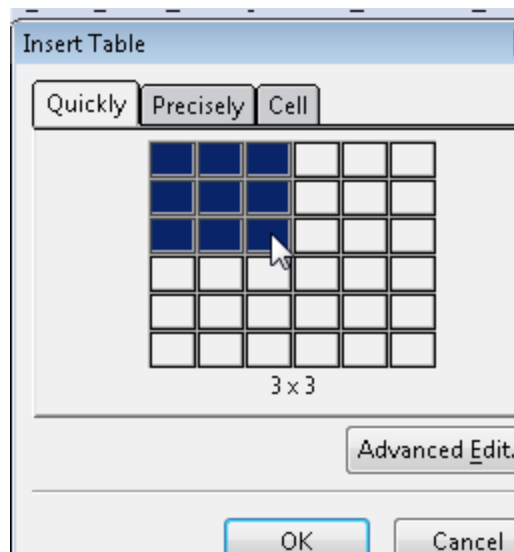 Insert Table
Quickly Precisely Cell
3 x 3
Advanced Edit.
OK Cancel